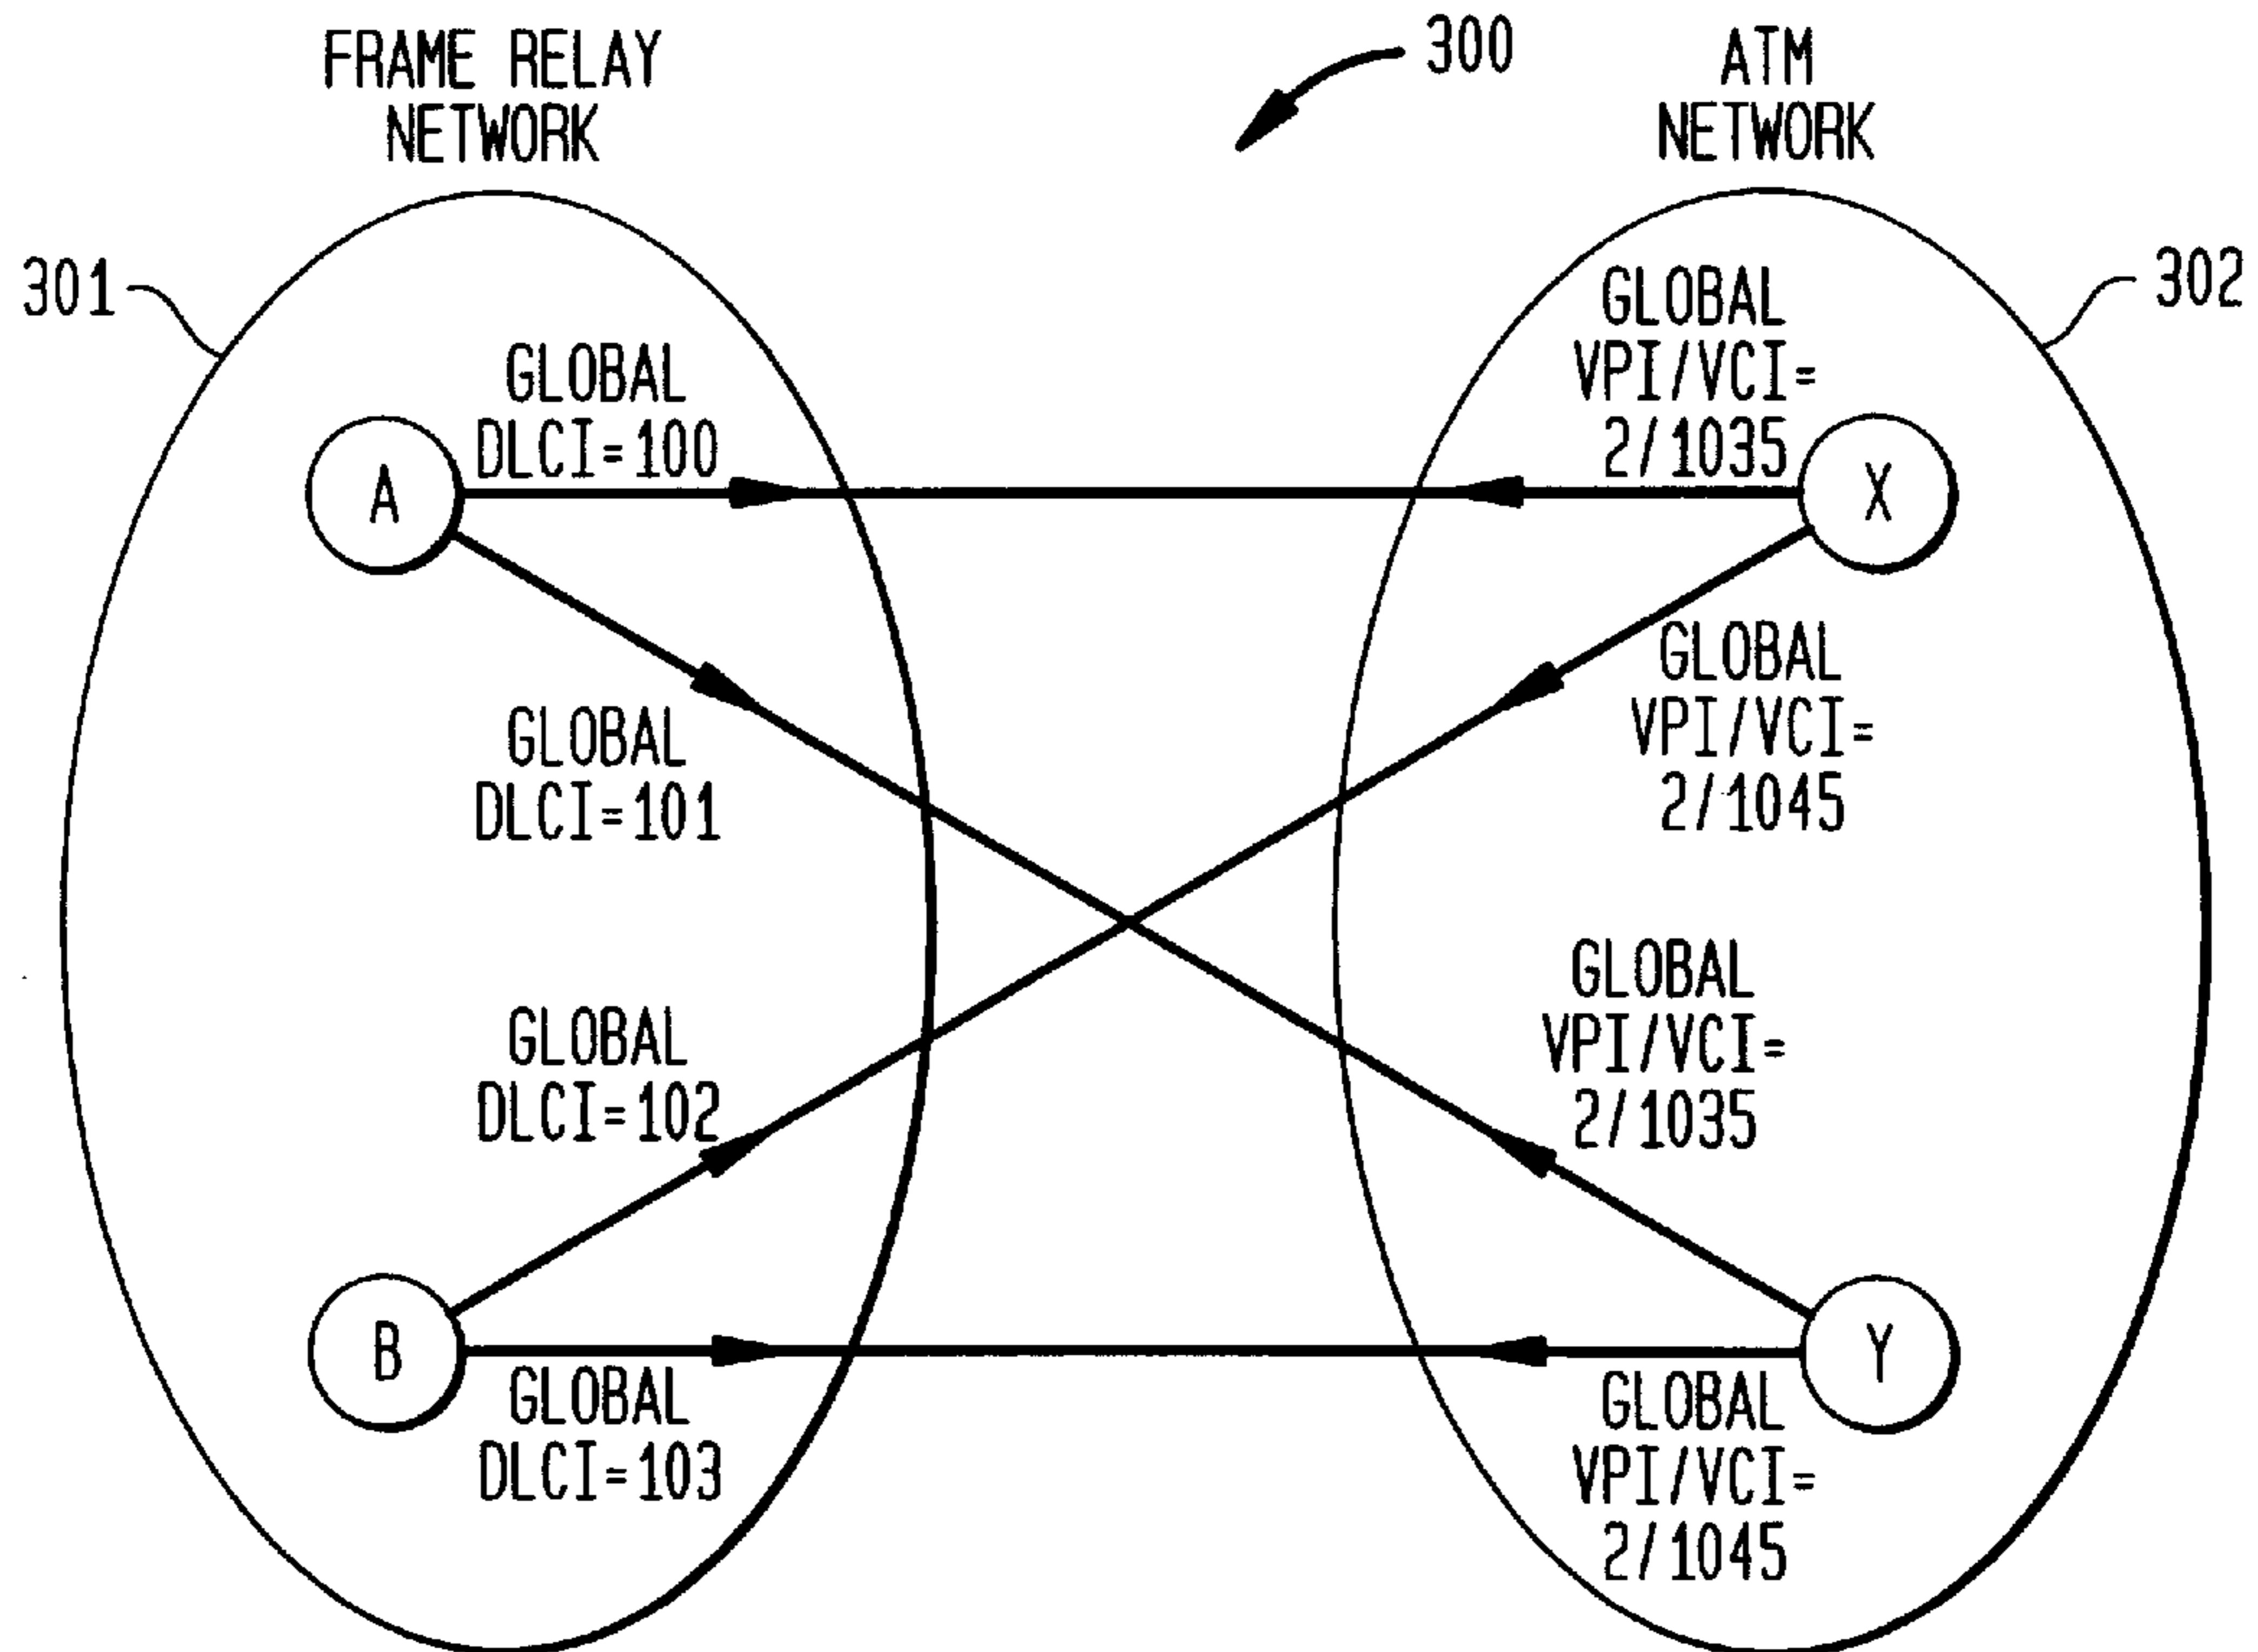 FRAME RELAY
NETWORK
300
ATM
NETWORK
301
302
GLOBAL
DLCI=100
GLOBAL
VPI/VCI=
2/1035
A
X
GLOBAL
DLCI=101
GLOBAL
VPI/VCI=
2/1045
GLOBAL
DLCI=102
GLOBAL
VPI/VCI=
2/1035
B
Y
GLOBAL
DLCI=103
GLOBAL
VPI/VCI=
2/1045